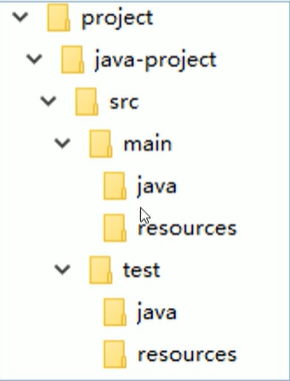 project
java-project
src
main
java
resources
test
java
resources